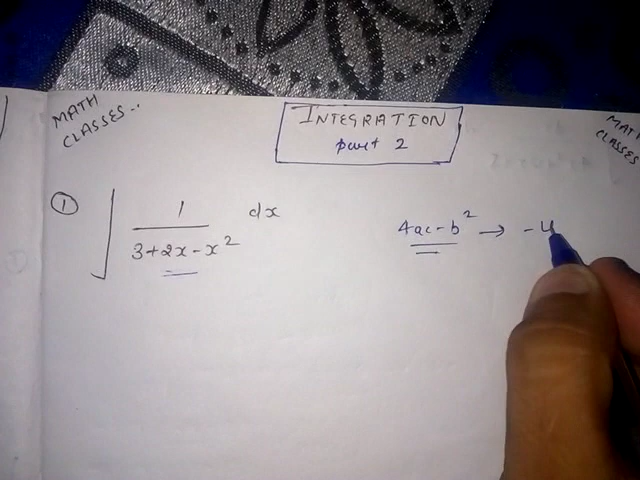 MATH
CLASSES..
INTEGRATION
part 2
MATH
CLASSES
① ∫ 1/(3+2x-x²) dx
4ac-b² → -4